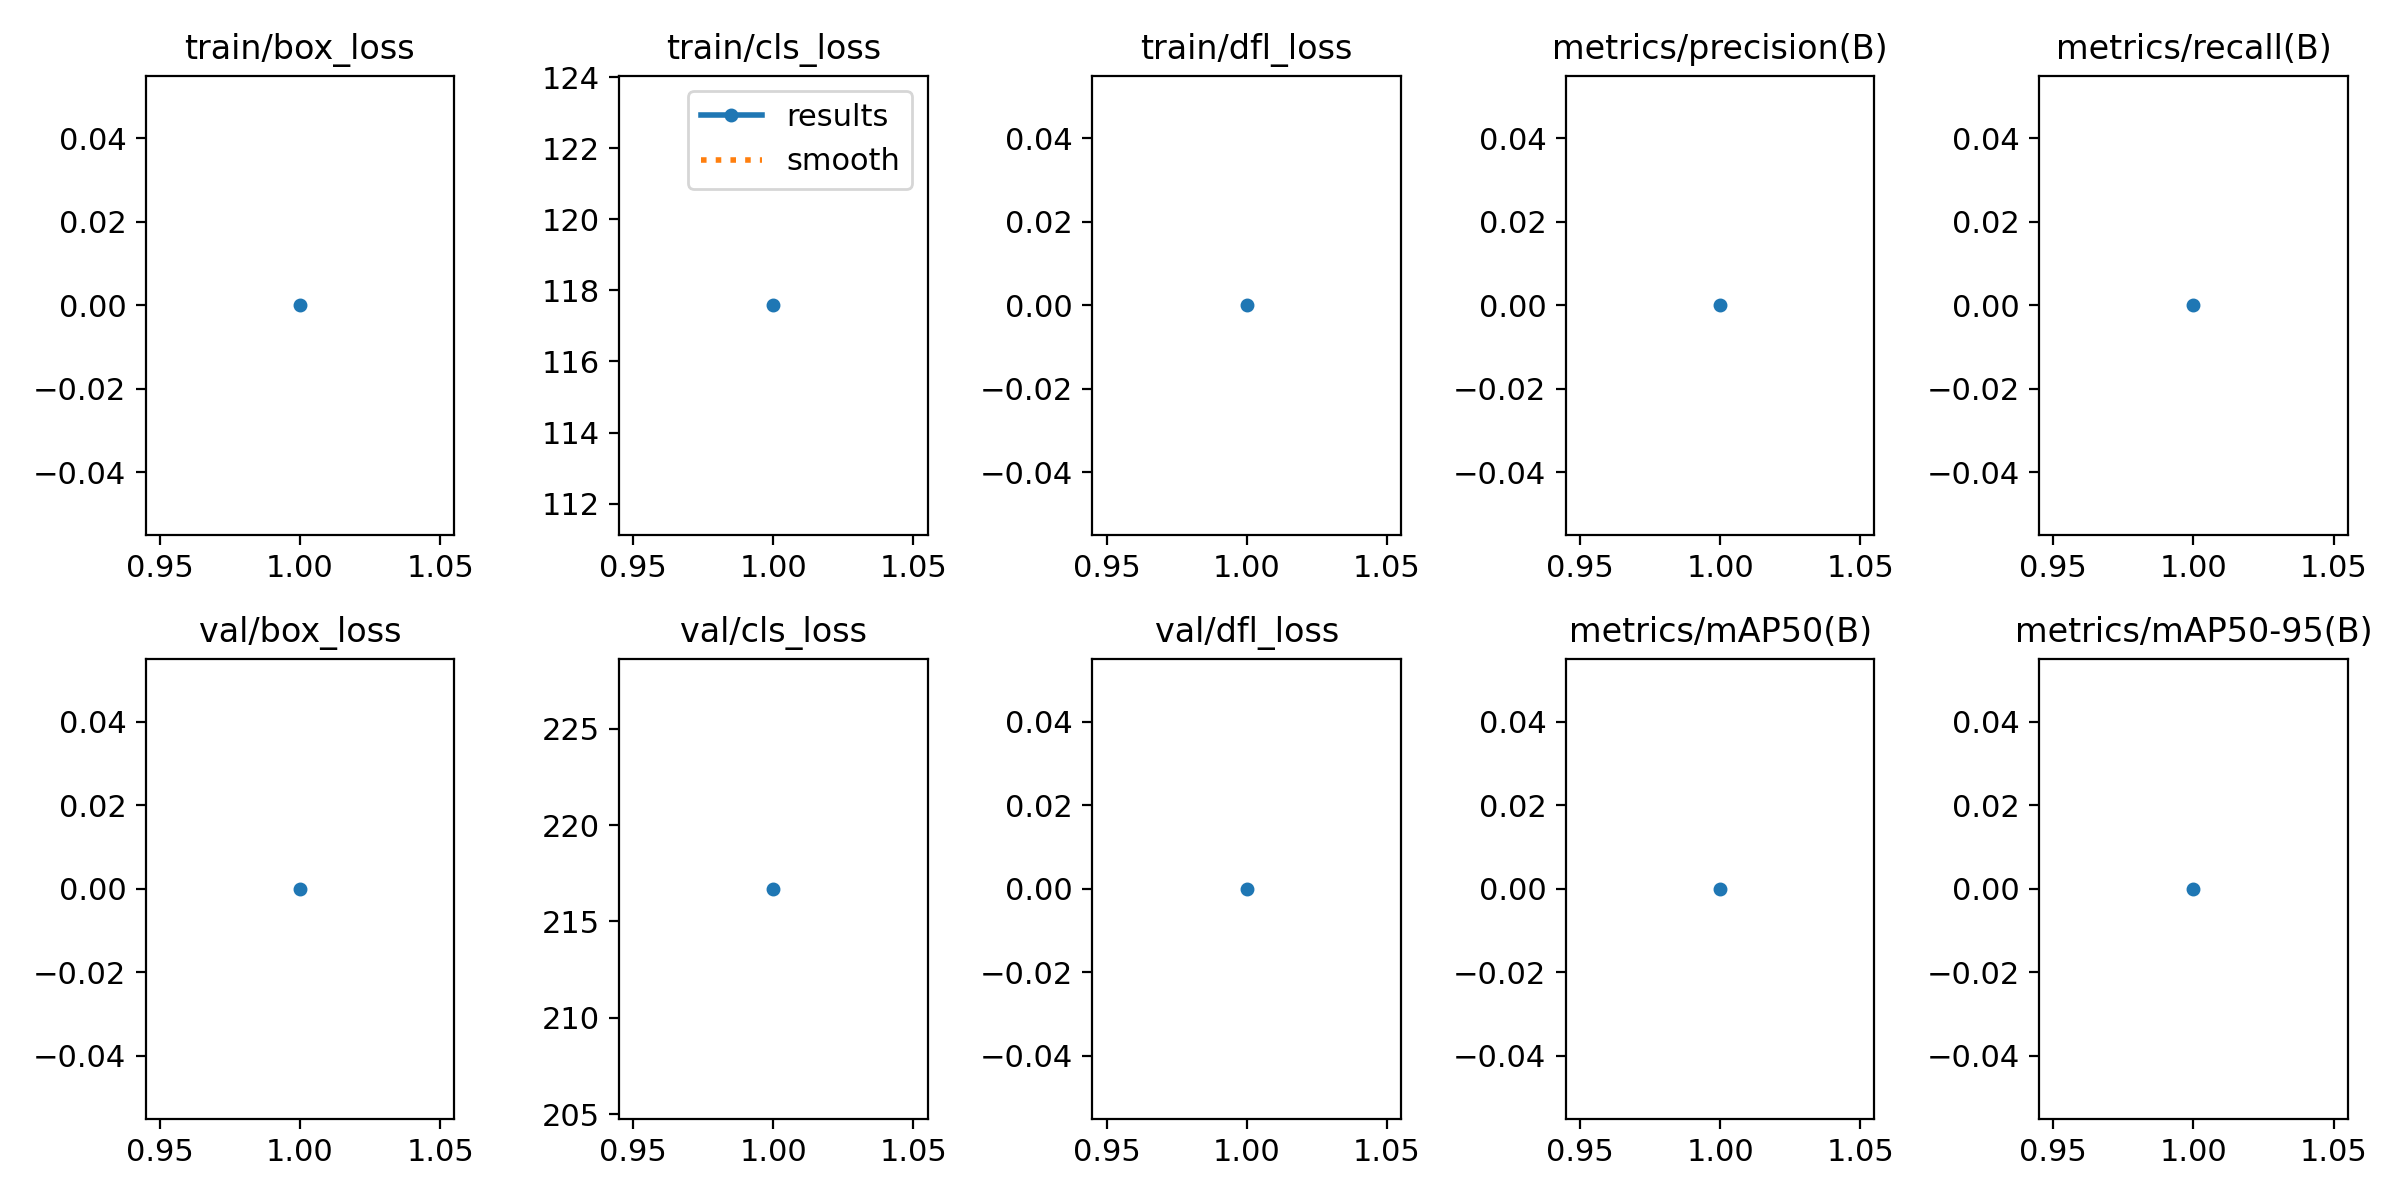 train/box_loss
0.04
0.02
0.00
−0.02
−0.04
0.95 1.00 1.05
train/cls_loss
124
122
120
118
116
114
112
results
smooth
0.95 1.00 1.05
train/dfl_loss
0.04
0.02
0.00
−0.02
−0.04
0.95 1.00 1.05
metrics/precision(B)
0.04
0.02
0.00
−0.02
−0.04
0.95 1.00 1.05
metrics/recall(B)
0.04
0.02
0.00
−0.02
−0.04
0.95 1.00 1.05
val/box_loss
0.04
0.02
0.00
−0.02
−0.04
0.95 1.00 1.05
val/cls_loss
225
220
215
210
205
0.95 1.00 1.05
val/dfl_loss
0.04
0.02
0.00
−0.02
−0.04
0.95 1.00 1.05
metrics/mAP50(B)
0.04
0.02
0.00
−0.02
−0.04
0.95 1.00 1.05
metrics/mAP50-95(B)
0.04
0.02
0.00
−0.02
−0.04
0.95 1.00 1.05